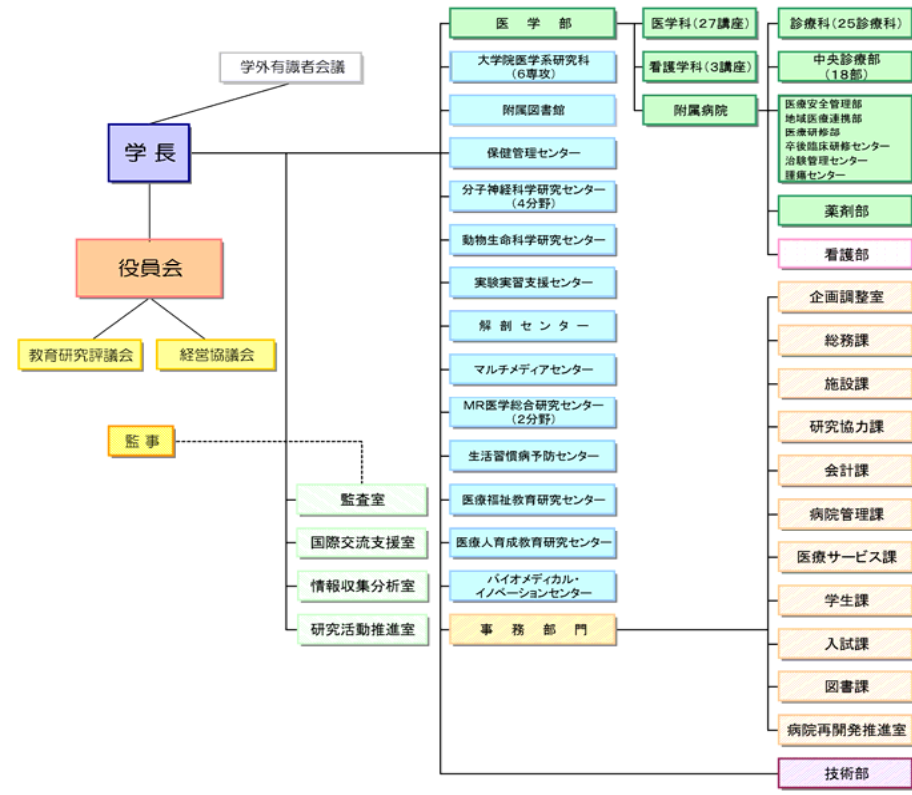 学外有識者会議
学長
役員会
教育研究評議会
経営協議会
監事
監査室
国際交流支援室
情報収集分析室
研究活動推進室
医学部
大学院医学系研究科
(6専攻)
附属図書館
保健管理センター
分子神経科学研究センター
(4分野)
動物生命科学研究センター
実験実習支援センター
解剖センター
マルチメディアセンター
MR医学総合研究センター
(2分野)
生活習慣病予防センター
医療福祉教育研究センター
医療人育成教育研究センター
バイオメディカル・
イノベーションセンター
事務部門
医学科(27講座)
看護学科(3講座)
附属病院
診療科(25診療科)
中央診療部
(18部)
医療安全管理部
地域医療連携部
医療研修部
卒後臨床研修センター
治験管理センター
腫瘍センター
薬剤部
看護部
企画調整室
総務課
施設課
研究協力課
会計課
病院管理課
医療サービス課
学生課
入試課
図書課
病院再開発推進室
技術部